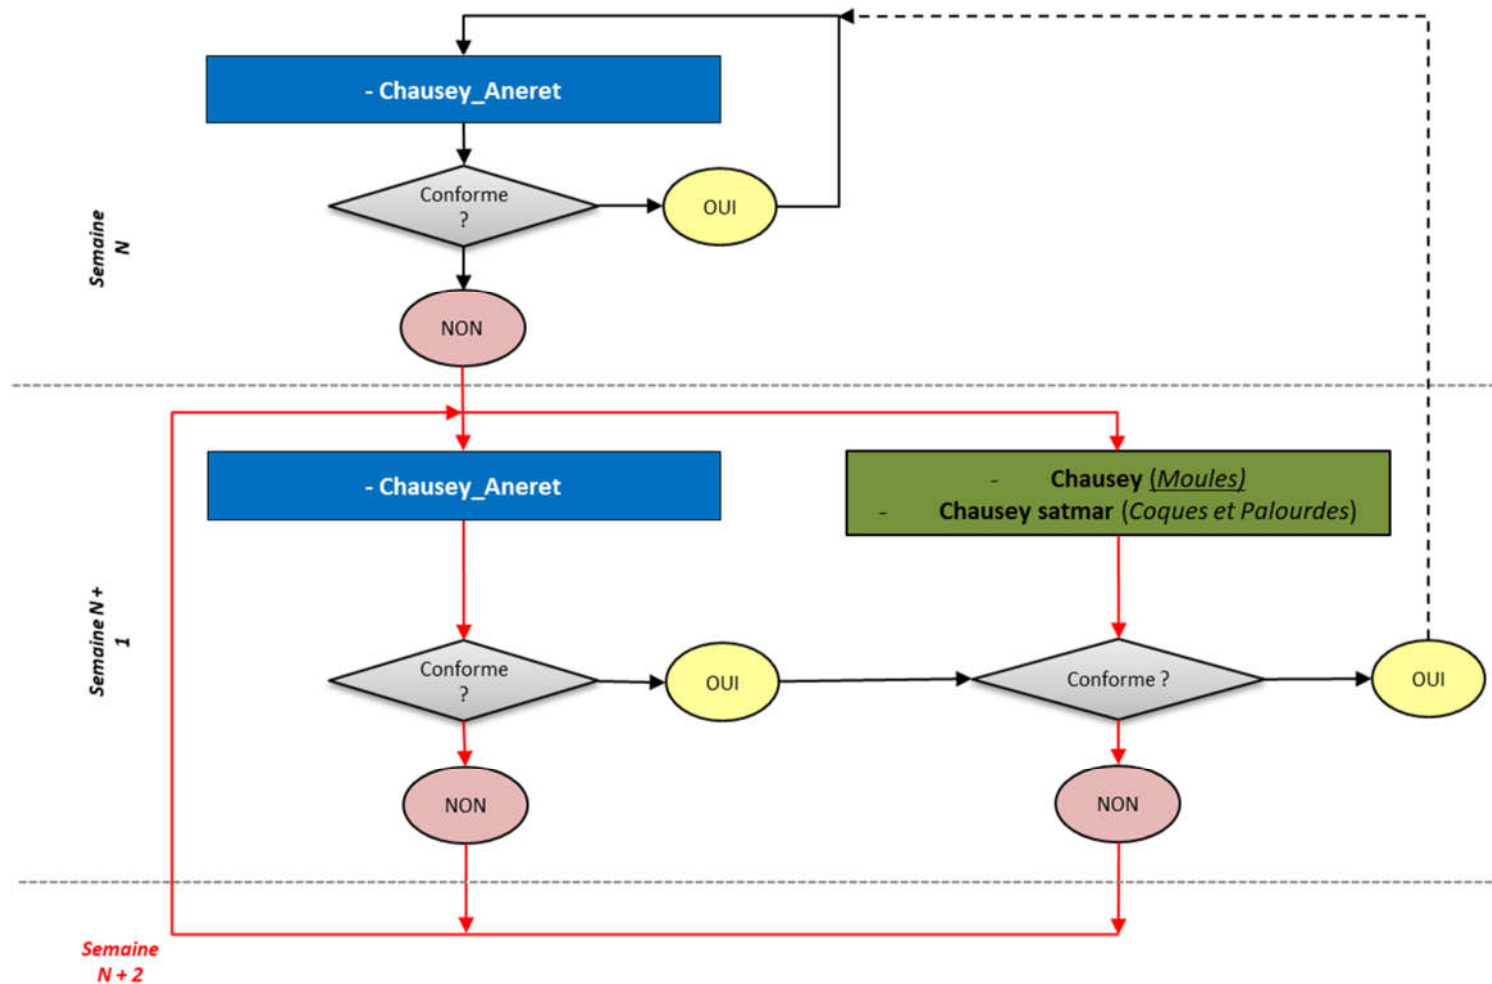 - Chausey_Aneret
Conforme
?
OUI
Semaine
N
NON
- Chausey_Aneret
- Chausey (Moules)
- Chausey satmar (Coques et Palourdes)
Semaine N +
1
Conforme
?
OUI
Conforme ?
OUI
NON
NON
Semaine
N + 2